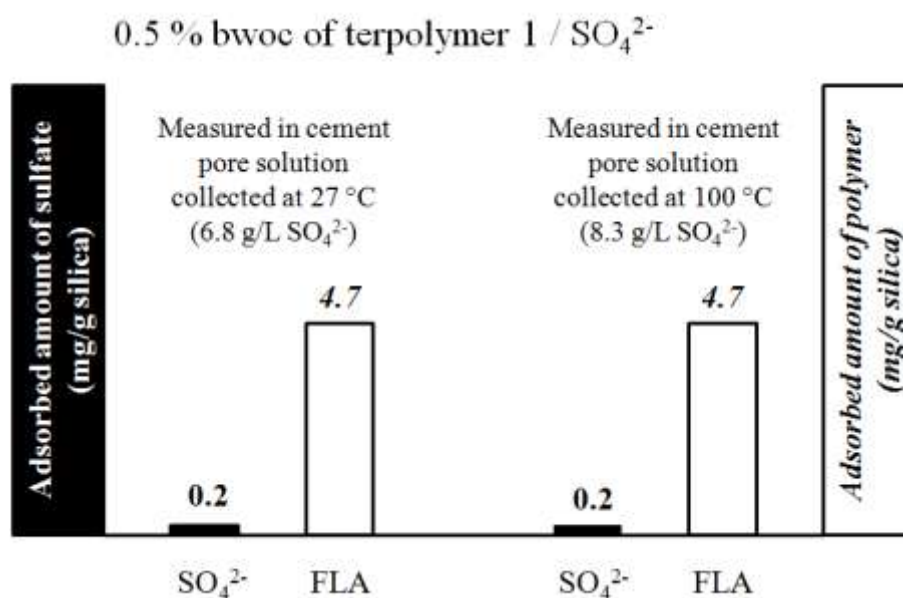 0.5 % bwoc of terpolymer 1 / SO₄²⁻
Adsorbed amount of sulfate
(mg/g silica)
Measured in cement
pore solution
collected at 27 °C
(6.8 g/L SO₄²⁻)
Measured in cement
pore solution
collected at 100 °C
(8.3 g/L SO₄²⁻)
Adsorbed amount of polymer
(mg/g silica)
4.7
4.7
0.2
0.2
SO₄²⁻ FLA SO₄²⁻ FLA